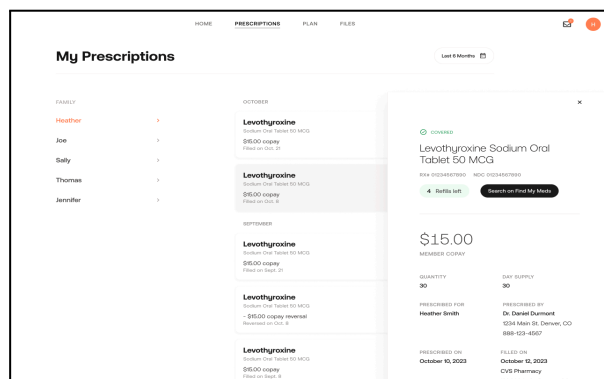 HOME PRESCRIPTIONS PLAN FILES
H
My Prescriptions
Last 6 Months
FAMILY
Heather
Joe
Sally
Thomas
Jennifer
OCTOBER
Levothyroxine
Sodium Oral Tablet 50 MCG
$15.00 copay
Filled on Oct. 21
Levothyroxine
Sodium Oral Tablet 50 MCG
$15.00 copay
Filled on Oct. 8
SEPTEMBER
Levothyroxine
Sodium Oral Tablet 50 MCG
$15.00 copay
Filled on Sept. 21
Levothyroxine
Sodium Oral Tablet 50 MCG
- $15.00 copay reversal
Reversed on Oct. 8
Levothyroxine
Sodium Oral Tablet 50 MCG
$15.00 copay
Filled on Sept. 8
COVERED
Levothyroxine Sodium Oral
Tablet 50 MCG
RX# 01234567890 NDC 01234567890
4 Refills left
Search on Find My Meds
$15.00
MEMBER COPAY
QUANTITY DAY SUPPLY
30 30
PRESCRIBED FOR PRESCRIBED BY
Heather Smith Dr. Daniel Durmont
1234 Main St. Denver, CO
888-123-4567
PRESCRIBED ON FILLED ON
October 10, 2023 October 12, 2023
CVS Pharmacy